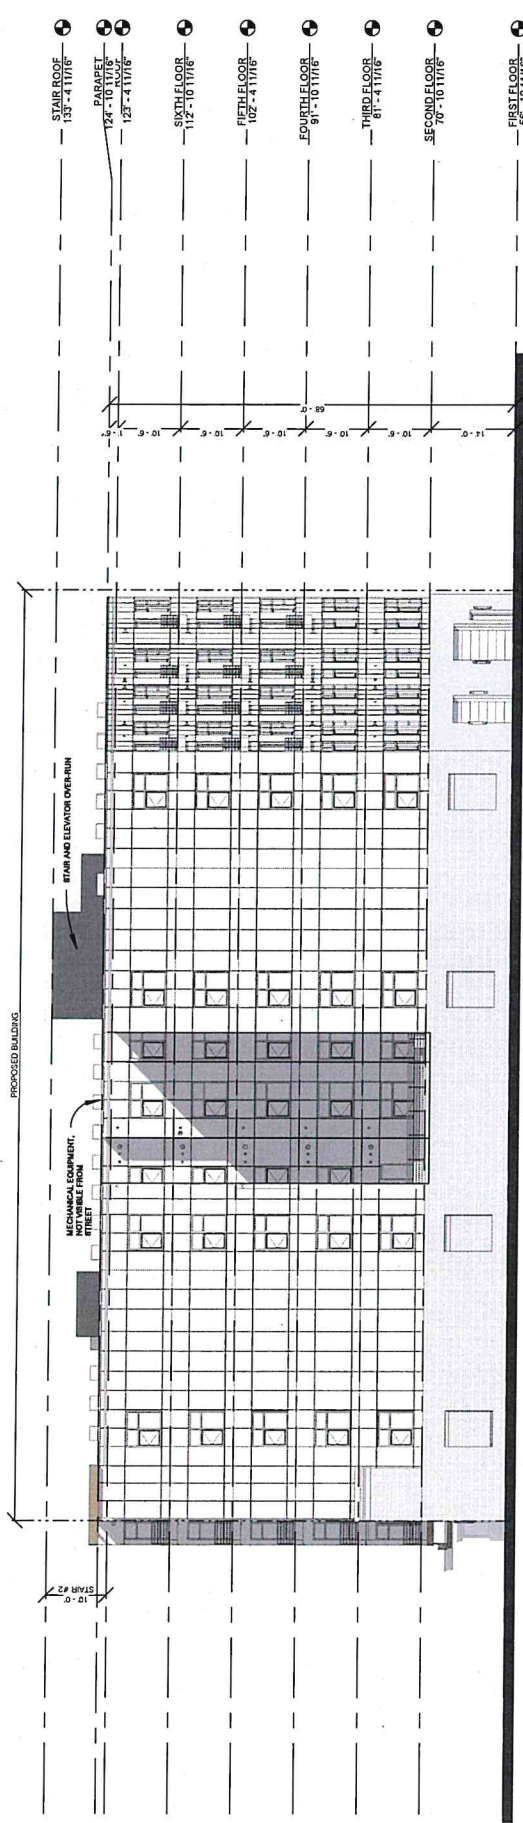 STAIR ROOF
133' - 4 11/16"
PARAPET
124' - 10 11/16"
ROOF
123' - 4 11/16"
SIXTH FLOOR
112' - 10 11/16"
FIFTH FLOOR
102' - 4 11/16"
FOURTH FLOOR
91' - 10 11/16"
THIRD FLOOR
81' - 4 11/16"
SECOND FLOOR
70' - 10 11/16"
FIRST FLOOR
68' - 0"
1' - 6"
10' - 6"
10' - 6"
10' - 6"
10' - 6"
10' - 6"
14' - 0"
PROPOSED BUILDING
STAIR AND ELEVATOR OVER-RUN
MECHANICAL EQUIPMENT,
NOT VISIBLE FROM
STREET
10' - 0"
STAIR #2